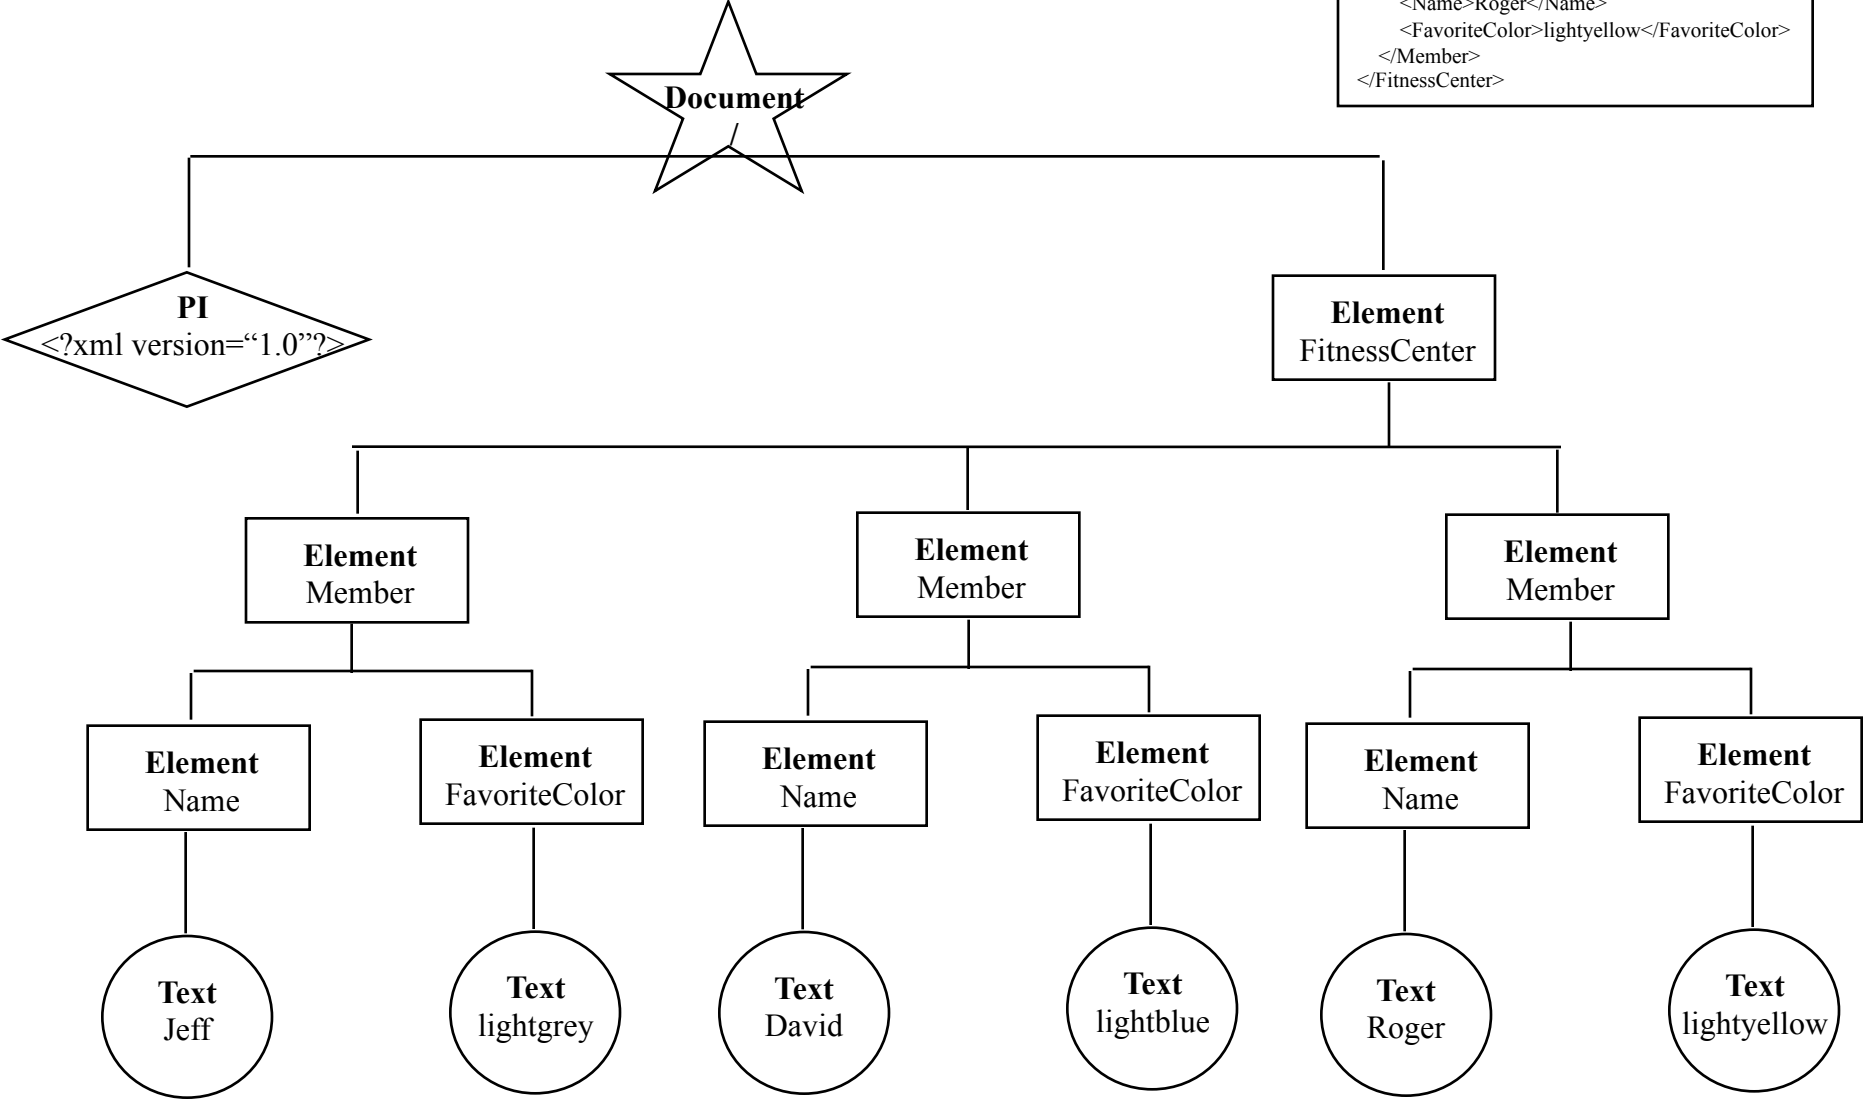 <Name>Roger</Name>
<FavoriteColor>lightyellow</FavoriteColor>
</Member>
</FitnessCenter>
Document
/
PI
<?xml version=“1.0”?>
Element
FitnessCenter
Element
Member
Element
Member
Element
Member
Element
Name
Element
FavoriteColor
Element
Name
Element
FavoriteColor
Element
Name
Element
FavoriteColor
Text
Jeff
Text
lightgrey
Text
David
Text
lightblue
Text
Roger
Text
lightyellow